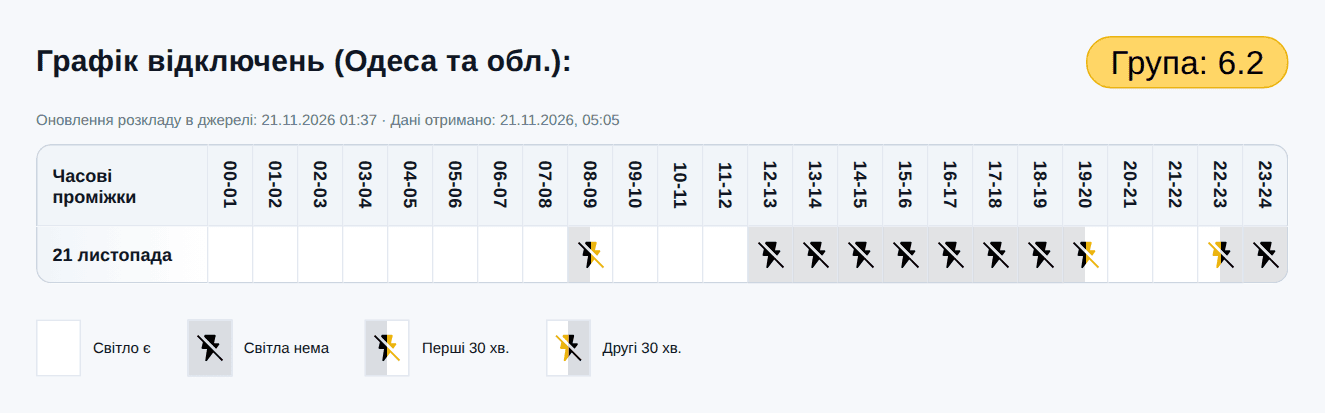 Графік відключень (Одеса та обл.):
Група: 6.2
Оновлення розкладу в джерелі: 21.11.2026 01:37 · Дані отримано: 21.11.2026, 05:05
Часові
проміжки
00-01
01-02
02-03
03-04
04-05
05-06
06-07
07-08
08-09
09-10
10-11
11-12
12-13
13-14
14-15
15-16
16-17
17-18
18-19
19-20
20-21
21-22
22-23
23-24
21 листопада
Світло є
Світла нема
Перші 30 хв.
Другі 30 хв.